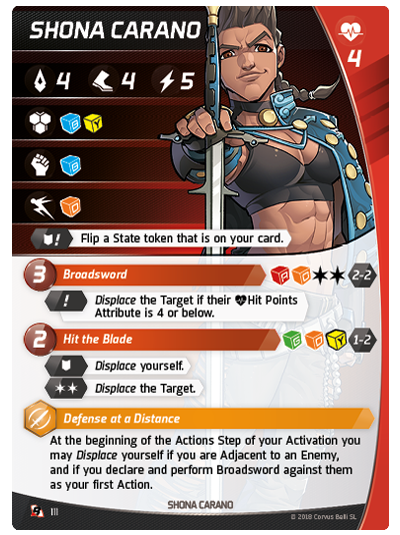 SHONA CARANO
4
4 4 5
B Y
B
O
! Flip a State token that is on your card.
3 Broadsword R O 2-2
! Displace the Target if their Hit Points
Attribute is 4 or below.
2 Hit the Blade G O Y 1-2
Displace yourself.
Displace the Target.
Defense at a Distance
At the beginning of the Actions Step of your Activation you
may Displace yourself if you are Adjacent to an Enemy,
and if you declare and perform Broadsword against them
as your first Action.
SHONA CARANO
111
© 2018 Corvus Belli SL